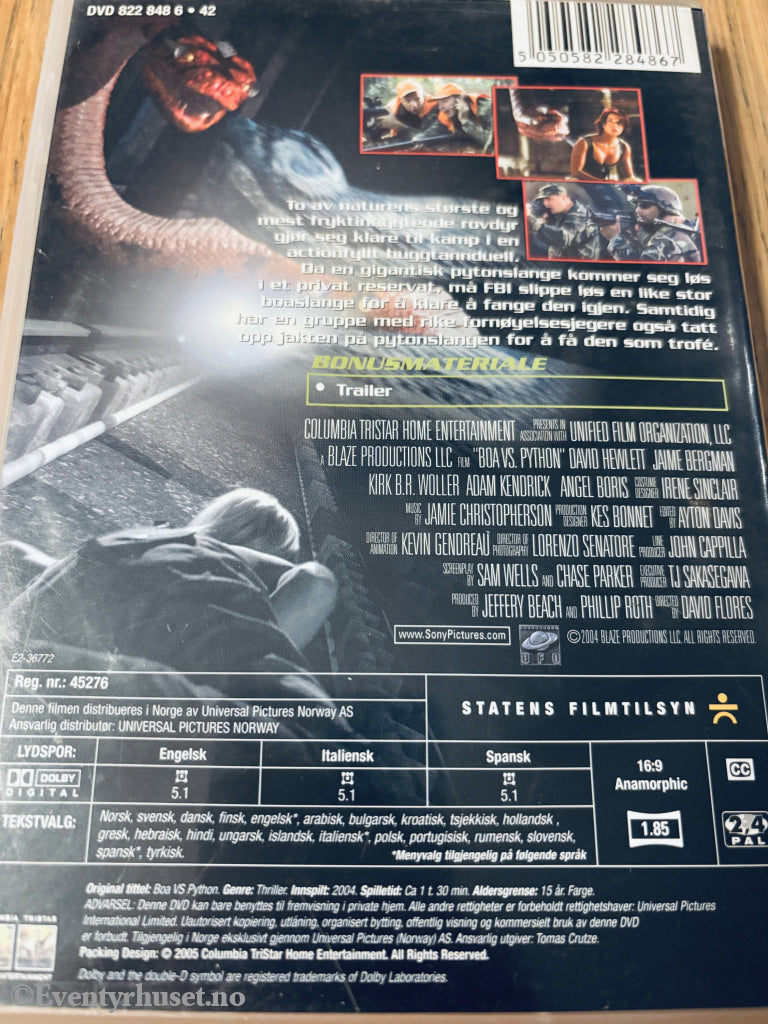 DVD 822 848 6 • 42
5 050582 284867
To av naturens største og
mest fryktinngytende rovdyr
gjør seg klare til kamp i en
actionfylt huggtannduell.
Da en gigantisk pytonslange kommer seg løs
i et privat reservat, må FBI slippe løs en like stor
boaslange for å klare å fange den igjen. Samtidig
har en gruppe med rike fornøyelsesjegere også tatt
opp jakten på pytonslangen for å få den som trofé.
BONUSMATERIALE
• Trailer
COLUMBIA TRISTAR HOME ENTERTAINMENT PRESENTS IN ASSOCIATION WITH UNIFIED FILM ORGANIZATION, LLC
A BLAZE PRODUCTIONS LLC FILM "BOA VS. PYTHON" DAVID HEWLETT JAIME BERGMAN
KIRK B.R. WOLLER ADAM KENDRICK ANGEL BORIS COSTUME DESIGNER IRENE SINCLAIR
MUSIC BY JAMIE CHRISTOPHERSON PRODUCTION DESIGNER KES BONNET EDITED BY AYTON DAVIS
DIRECTOR OF ANIMATION KEVIN GENDREAU DIRECTOR OF PHOTOGRAPHY LORENZO SENATORE LINE PRODUCER JOHN CAPPILLA
SCREENPLAY BY SAM WELLS AND CHASE PARKER EXECUTIVE PRODUCER TJ SAKASEGAWA
PRODUCED BY JEFFERY BEACH AND PHILLIP ROTH DIRECTED BY DAVID FLORES
www.SonyPictures.com UFO ©2004 BLAZE PRODUCTIONS LLC. ALL RIGHTS RESERVED.
E2-36772
Reg. nr.: 45276
Denne filmen distribueres i Norge av Universal Pictures Norway AS
Ansvarlig distributør: UNIVERSAL PICTURES NORWAY
STATENS FILMTILSYN
LYDSPOR: Engelsk Italiensk Spansk
DOLBY DIGITAL 5.1 5.1 5.1
16:9
Anamorphic
1.85
CC
2,4
PAL
TEKSTVALG: Norsk, svensk, dansk, finsk, engelsk*, arabisk, bulgarsk, kroatisk, tsjekkisk, hollandsk,
gresk, hebraisk, hindi, ungarsk, islandsk, italiensk*, polsk, portugisisk, rumensk, slovensk,
spansk*, tyrkisk. *Menyvalg tilgjengelig på følgende språk
Original tittel: Boa VS Python. Genre: Thriller. Innspilt: 2004. Spilletid: Ca 1 t. 30 min. Aldersgrense: 15 år. Farge.
ADVARSEL: Denne DVD kan bare benyttes til fremvisning i private hjem. Alle andre rettigheter er forbeholdt rettighetshaver: Universal Pictures
International Limited. Uautorisert kopiering, utlåning, organisert bytting, offentlig visning og kommersielt bruk av denne DVD
er forbudt. Tilgjengelig i Norge eksklusivt gjennom Universal Pictures (Norway) AS. Ansvarlig utgiver: Tomas Crutze.
Packing Design: © 2005 Columbia TriStar Home Entertainment. All Rights Reserved.
Dolby and the double-D symbol are registered trademarks of Dolby Laboratories.
©Eventyrhuset.no